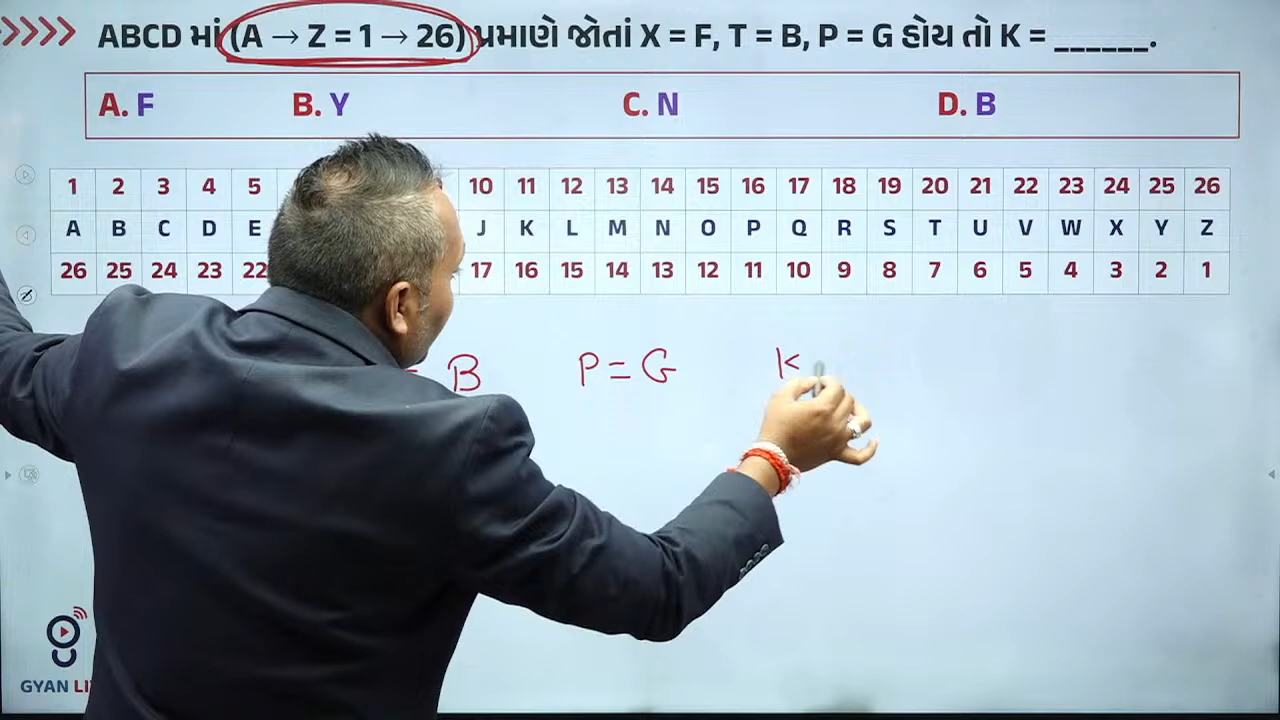 ABCD માં (A → Z = 1 → 26) પ્રમાણે જોતાં X = F, T = B, P = G હોય તો K = ______.
A. F B. Y C. N D. B
1 2 3 4 5 10 11 12 13 14 15 16 17 18 19 20 21 22 23 24 25 26
A B C D E J K L M N O P Q R S T U V W X Y Z
26 25 24 23 22 17 16 15 14 13 12 11 10 9 8 7 6 5 4 3 2 1
= B P = G K
GYAN